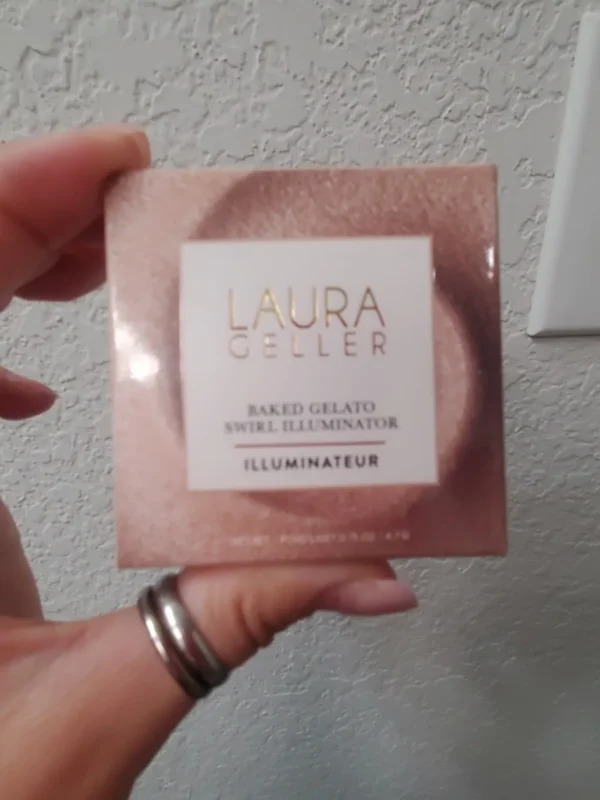 LAURA
GELLER
BAKED GELATO
SWIRL ILLUMINATOR
ILLUMINATEUR